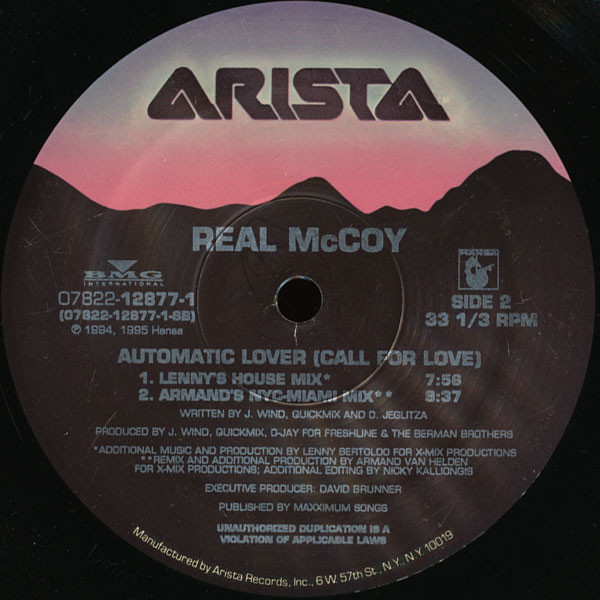 ARISTA
REAL McCOY
BMG
INTERNATIONAL
07822-12877-1
(07822-12877-1-SB)
℗ 1994, 1995 Hansa
HANSA
SIDE 2
33 1/3 RPM
AUTOMATIC LOVER (CALL FOR LOVE)
1. LENNY'S HOUSE MIX* 7:56
2. ARMAND'S NYC-MIAMI MIX** 8:37
WRITTEN BY J. WIND, QUICKMIX AND O. JEGLITZA
PRODUCED BY J. WIND, QUICKMIX, O-JAY FOR FRESHLINE & THE BERMAN BROTHERS
*ADDITIONAL MUSIC AND PRODUCTION BY LENNY BERTOLDO FOR X-MIX PRODUCTIONS
**REMIX AND ADDITIONAL PRODUCTION BY ARMAND VAN HELDEN
FOR X-MIX PRODUCTIONS; ADDITIONAL EDITING BY NICKY KALLIONGIS
EXECUTIVE PRODUCER: DAVID BRUNNER
PUBLISHED BY MAXXIMUM SONGS
UNAUTHORIZED DUPLICATION IS A
VIOLATION OF APPLICABLE LAWS
Manufactured by Arista Records, Inc., 6 W. 57th St., N.Y., N.Y. 10019